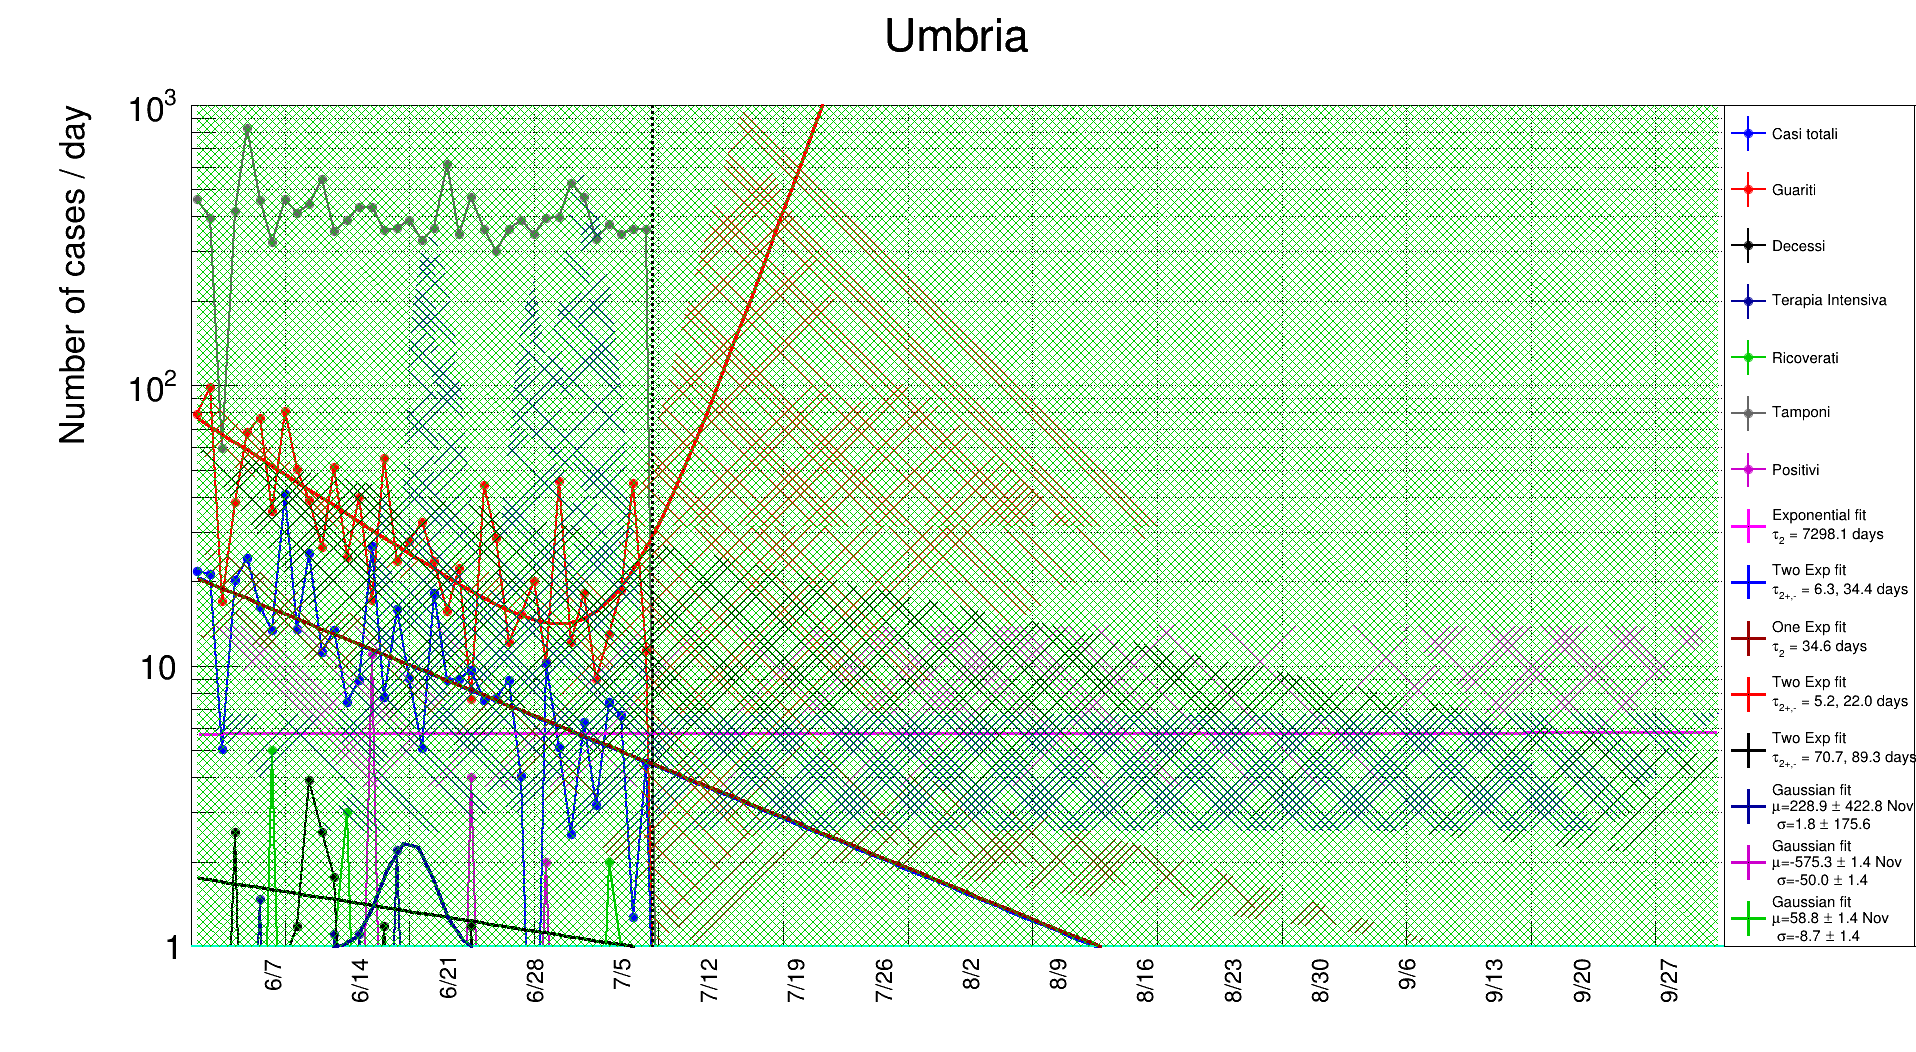 Umbria
Number of cases / day
10³
10²
10
1
6/7
6/14
6/21
6/28
7/5
7/12
7/19
7/26
8/2
8/9
8/16
8/23
8/30
9/6
9/13
9/20
9/27
Casi totali
Guariti
Decessi
Terapia Intensiva
Ricoverati
Tamponi
Positivi
Exponential fit
τ₂ = 7298.1 days
Two Exp fit
τ₂₊,₋ = 6.3, 34.4 days
One Exp fit
τ₂ = 34.6 days
Two Exp fit
τ₂₊,₋ = 5.2, 22.0 days
Two Exp fit
τ₂₊,₋ = 70.7, 89.3 days
Gaussian fit
μ=228.9 ± 422.8 Nov
σ=1.8 ± 175.6
Gaussian fit
μ=-575.3 ± 1.4 Nov
σ=-50.0 ± 1.4
Gaussian fit
μ=58.8 ± 1.4 Nov
σ=-8.7 ± 1.4